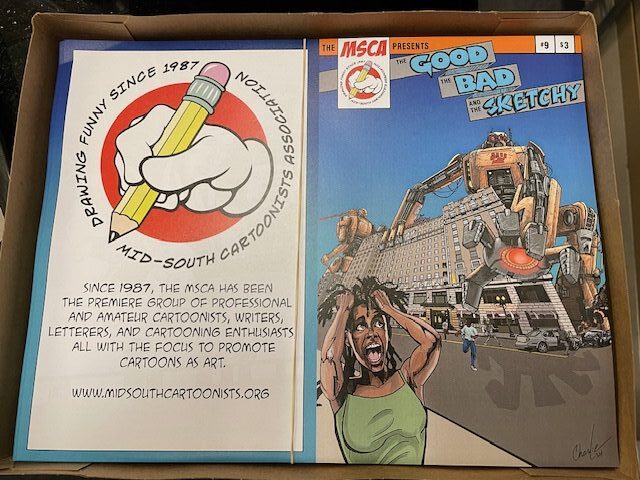 DRAWING FUNNY SINCE 1987
MID-SOUTH CARTOONISTS ASSOCIATION
SINCE 1987, THE MSCA HAS BEEN
THE PREMIERE GROUP OF PROFESSIONAL
AND AMATEUR CARTOONISTS, WRITERS,
LETTERERS, AND CARTOONING ENTHUSIASTS
ALL WITH THE FOCUS TO PROMOTE
CARTOONS AS ART.
WWW.MIDSOUTHCARTOONISTS.ORG
THE MSCA PRESENTS
#9 $3
THE GOOD
THE BAD
AND THE SKETCHY